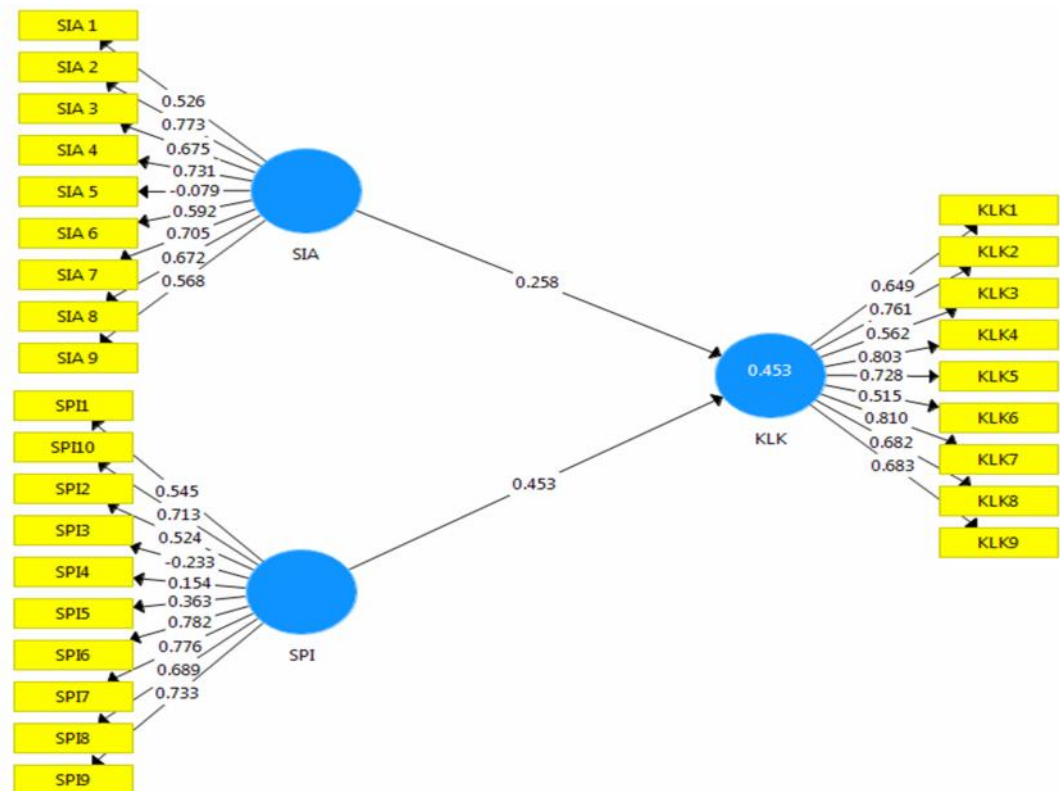 SIA 1
SIA 2
SIA 3
SIA 4
SIA 5
SIA 6
SIA 7
SIA 8
SIA 9
0.526
0.773
0.675
0.731
-0.079
0.592
0.705
0.672
0.568
SIA
SPI1
SPI10
SPI2
SPI3
SPI4
SPI5
SPI6
SPI7
SPI8
SPI9
0.545
0.713
0.524
-0.233
0.154
0.363
0.782
0.776
0.689
0.733
SPI
0.258
0.453
0.453
KLK
0.649
0.761
0.562
0.803
0.728
0.515
0.810
0.682
0.683
KLK1
KLK2
KLK3
KLK4
KLK5
KLK6
KLK7
KLK8
KLK9